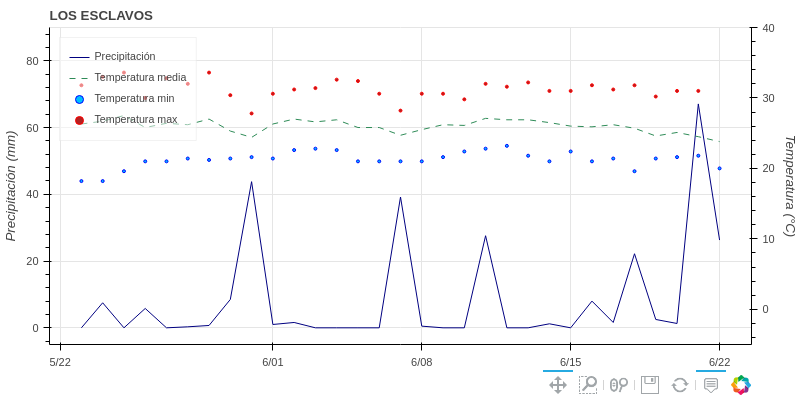 LOS ESCLAVOS
Precipitación
Temperatura media
Temperatura min
Temperatura max
Precipitación (mm)
80
60
40
20
0
Temperatura (°C)
40
30
20
10
0
5/22
6/01
6/08
6/15
6/22